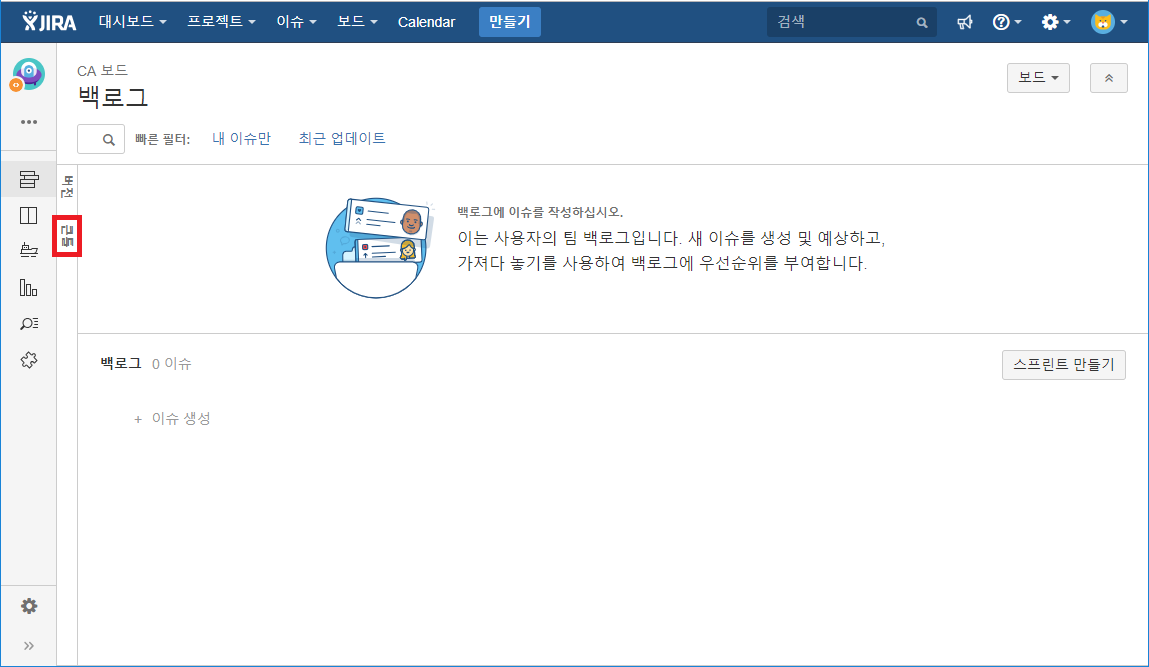 JIRA 대시보드 프로젝트 이슈 보드 Calendar 만들기 검색
CA 보드
백로그
보드
빠른 필터: 내 이슈만 최근 업데이트
버전
큰틀
백로그에 이슈를 작성하십시오.
이는 사용자의 팀 백로그입니다. 새 이슈를 생성 및 예상하고,
가져다 놓기를 사용하여 백로그에 우선순위를 부여합니다.
백로그 0 이슈
스프린트 만들기
+ 이슈 생성